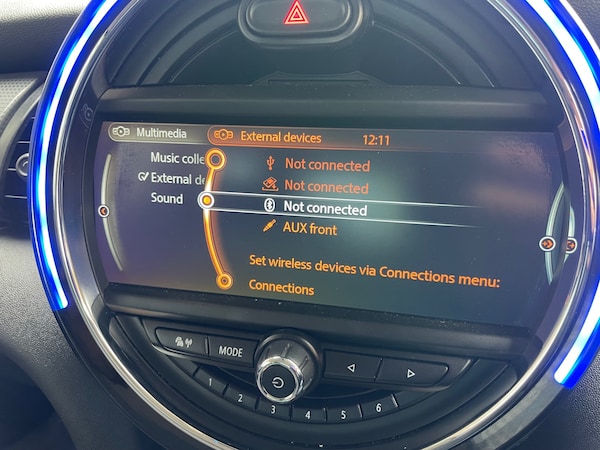 Multimedia External devices 12:11
Music colle Not connected
External de Not connected
Sound Not connected
AUX front
Set wireless devices via Connections menu:
Connections
MODE
1 2 3 4 5 6